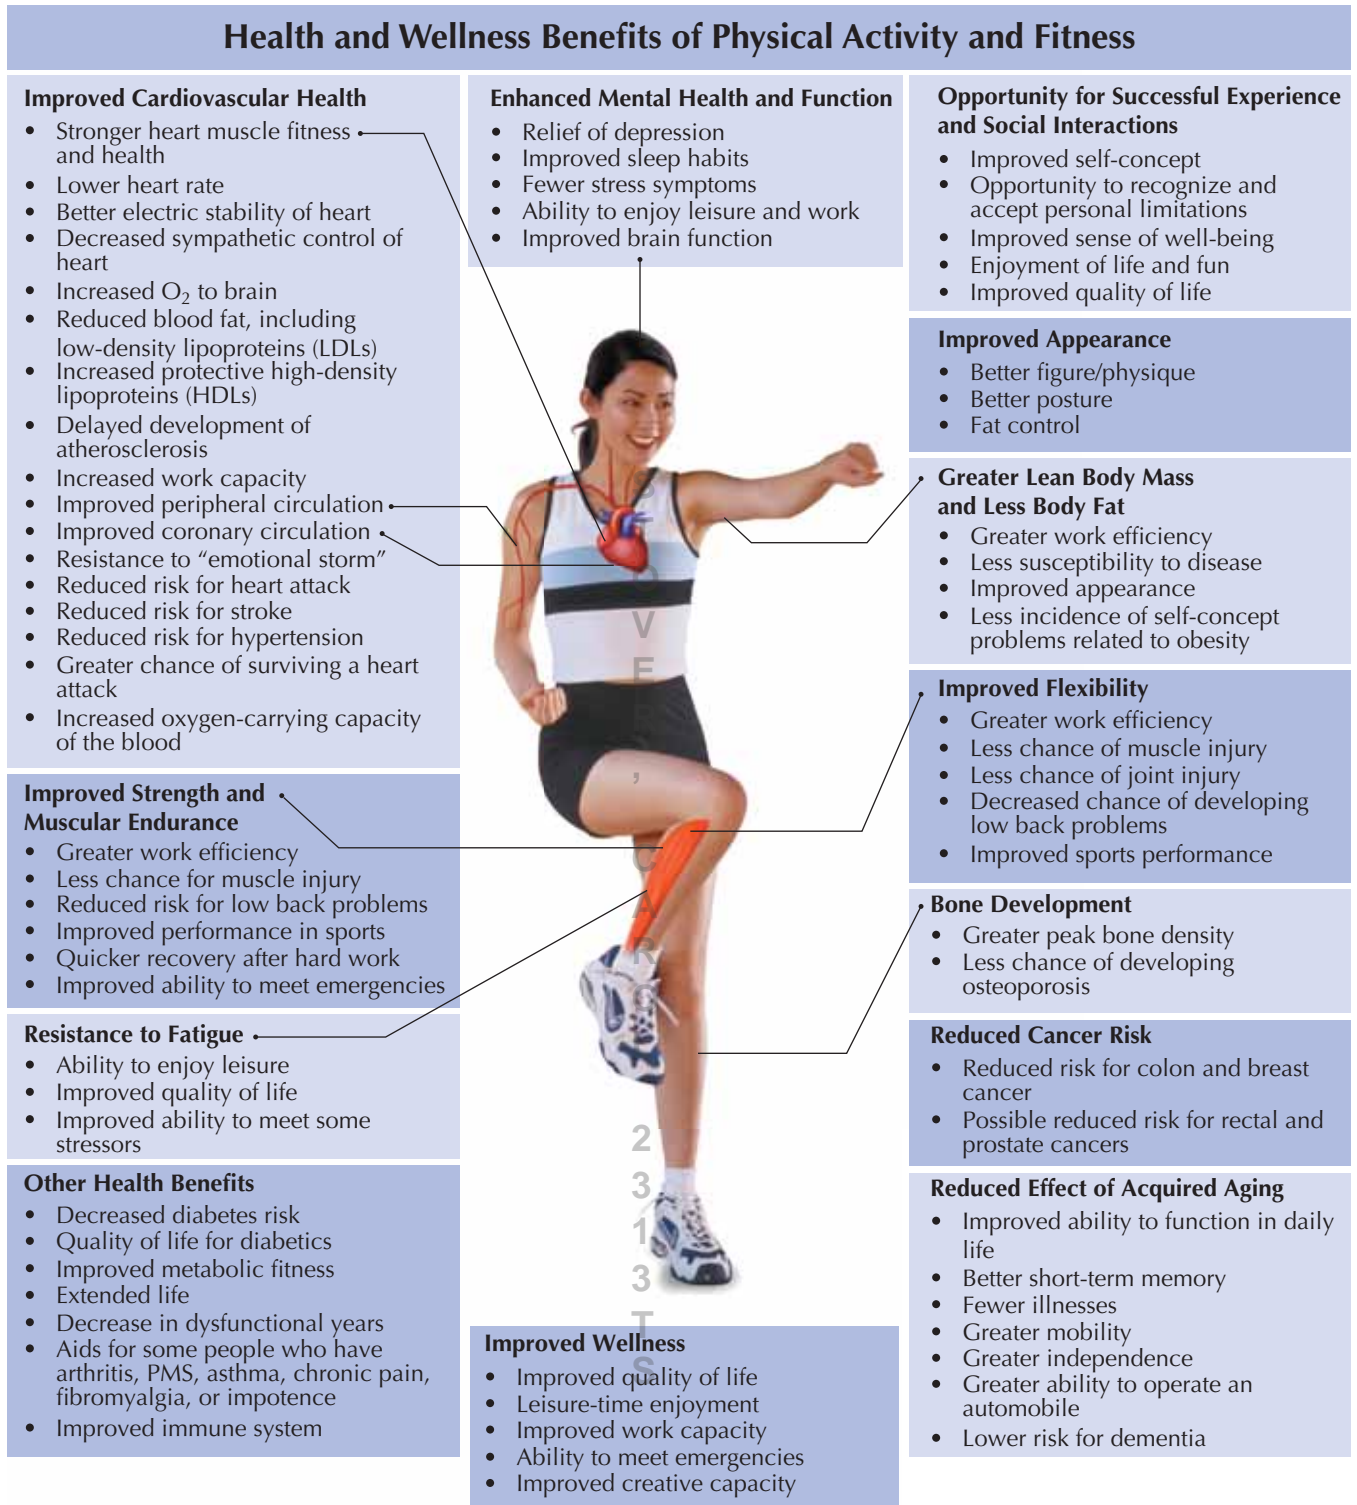 Health and Wellness Benefits of Physical Activity and Fitness
Improved Cardiovascular Health
• Stronger heart muscle fitness
and health
• Lower heart rate
• Better electric stability of heart
• Decreased sympathetic control of
heart
• Increased O2 to brain
• Reduced blood fat, including
low-density lipoproteins (LDLs)
• Increased protective high-density
lipoproteins (HDLs)
• Delayed development of
atherosclerosis
• Increased work capacity
• Improved peripheral circulation
• Improved coronary circulation
• Resistance to “emotional storm”
• Reduced risk for heart attack
• Reduced risk for stroke
• Reduced risk for hypertension
• Greater chance of surviving a heart
attack
• Increased oxygen-carrying capacity
of the blood
Improved Strength and
Muscular Endurance
• Greater work efficiency
• Less chance for muscle injury
• Reduced risk for low back problems
• Improved performance in sports
• Quicker recovery after hard work
• Improved ability to meet emergencies
Resistance to Fatigue
• Ability to enjoy leisure
• Improved quality of life
• Improved ability to meet some
stressors
Other Health Benefits
• Decreased diabetes risk
• Quality of life for diabetics
• Improved metabolic fitness
• Extended life
• Decrease in dysfunctional years
• Aids for some people who have
arthritis, PMS, asthma, chronic pain,
fibromyalgia, or impotence
• Improved immune system
Enhanced Mental Health and Function
• Relief of depression
• Improved sleep habits
• Fewer stress symptoms
• Ability to enjoy leisure and work
• Improved brain function
Improved Wellness
• Improved quality of life
• Leisure-time enjoyment
• Improved work capacity
• Ability to meet emergencies
• Improved creative capacity
Opportunity for Successful Experience
and Social Interactions
• Improved self-concept
• Opportunity to recognize and
accept personal limitations
• Improved sense of well-being
• Enjoyment of life and fun
• Improved quality of life
Improved Appearance
• Better figure/physique
• Better posture
• Fat control
Greater Lean Body Mass
and Less Body Fat
• Greater work efficiency
• Less susceptibility to disease
• Improved appearance
• Less incidence of self-concept
problems related to obesity
Improved Flexibility
• Greater work efficiency
• Less chance of muscle injury
• Less chance of joint injury
• Decreased chance of developing
low back problems
• Improved sports performance
Bone Development
• Greater peak bone density
• Less chance of developing
osteoporosis
Reduced Cancer Risk
• Reduced risk for colon and breast
cancer
• Possible reduced risk for rectal and
prostate cancers
Reduced Effect of Acquired Aging
• Improved ability to function in daily
life
• Better short-term memory
• Fewer illnesses
• Greater mobility
• Greater independence
• Greater ability to operate an
automobile
• Lower risk for dementia